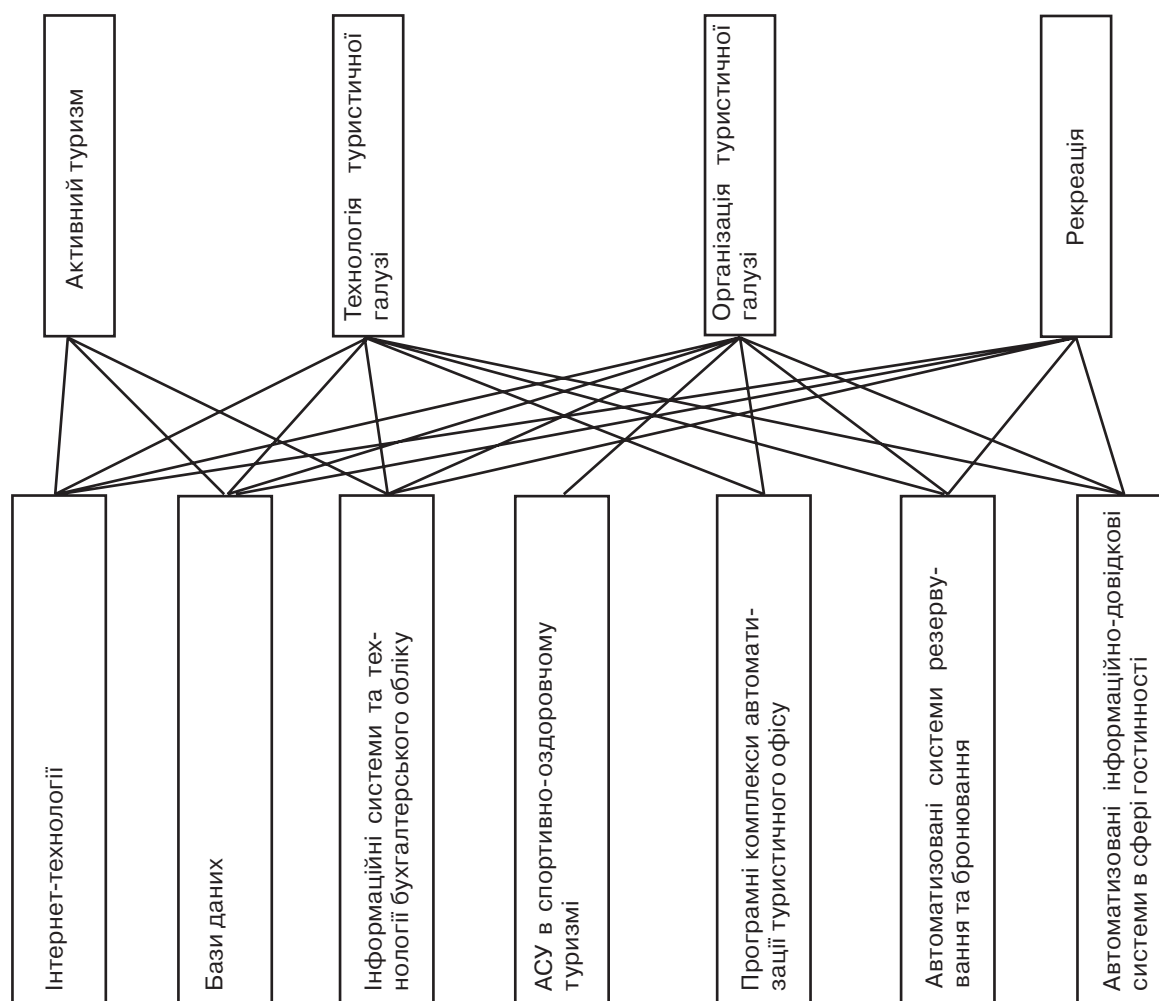 Активний туризм
Технологія туристичної
галузі
Організація туристичної
галузі
Рекреація
Інтернет-технології
Бази даних
Інформаційні системи та тех-
нології бухгалтерського обліку
АСУ в спортивно-оздоровчому
туризмі
Програмні комплекси автомати-
зації туристичного офісу
Автоматизовані системи резерву-
вання та бронювання
Автоматизовані інформаційно-довідкові
системи в сфері гостинності